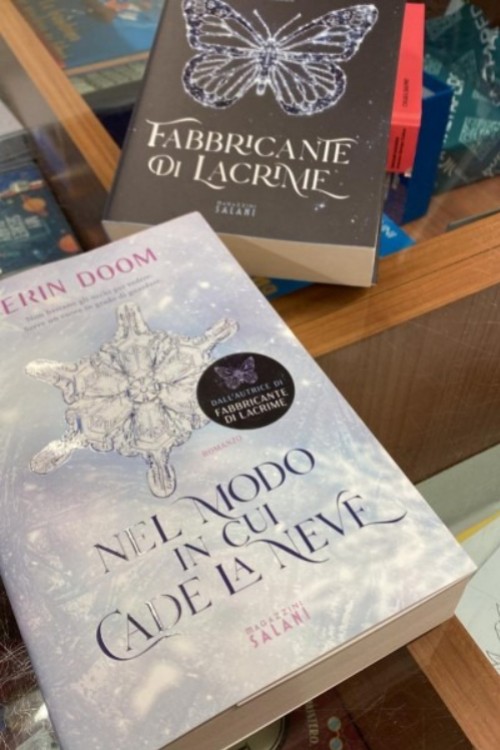 FABBRICANTE
DI LACRIME
MAGAZZINI
SALANI
ERIN DOOM
DALL'AUTRICE DI
FABBRICANTE
DI LACRIME
ROMANZO
NEL MODO
IN CUI
CADE LA NEVE
MAGAZZINI
SALANI